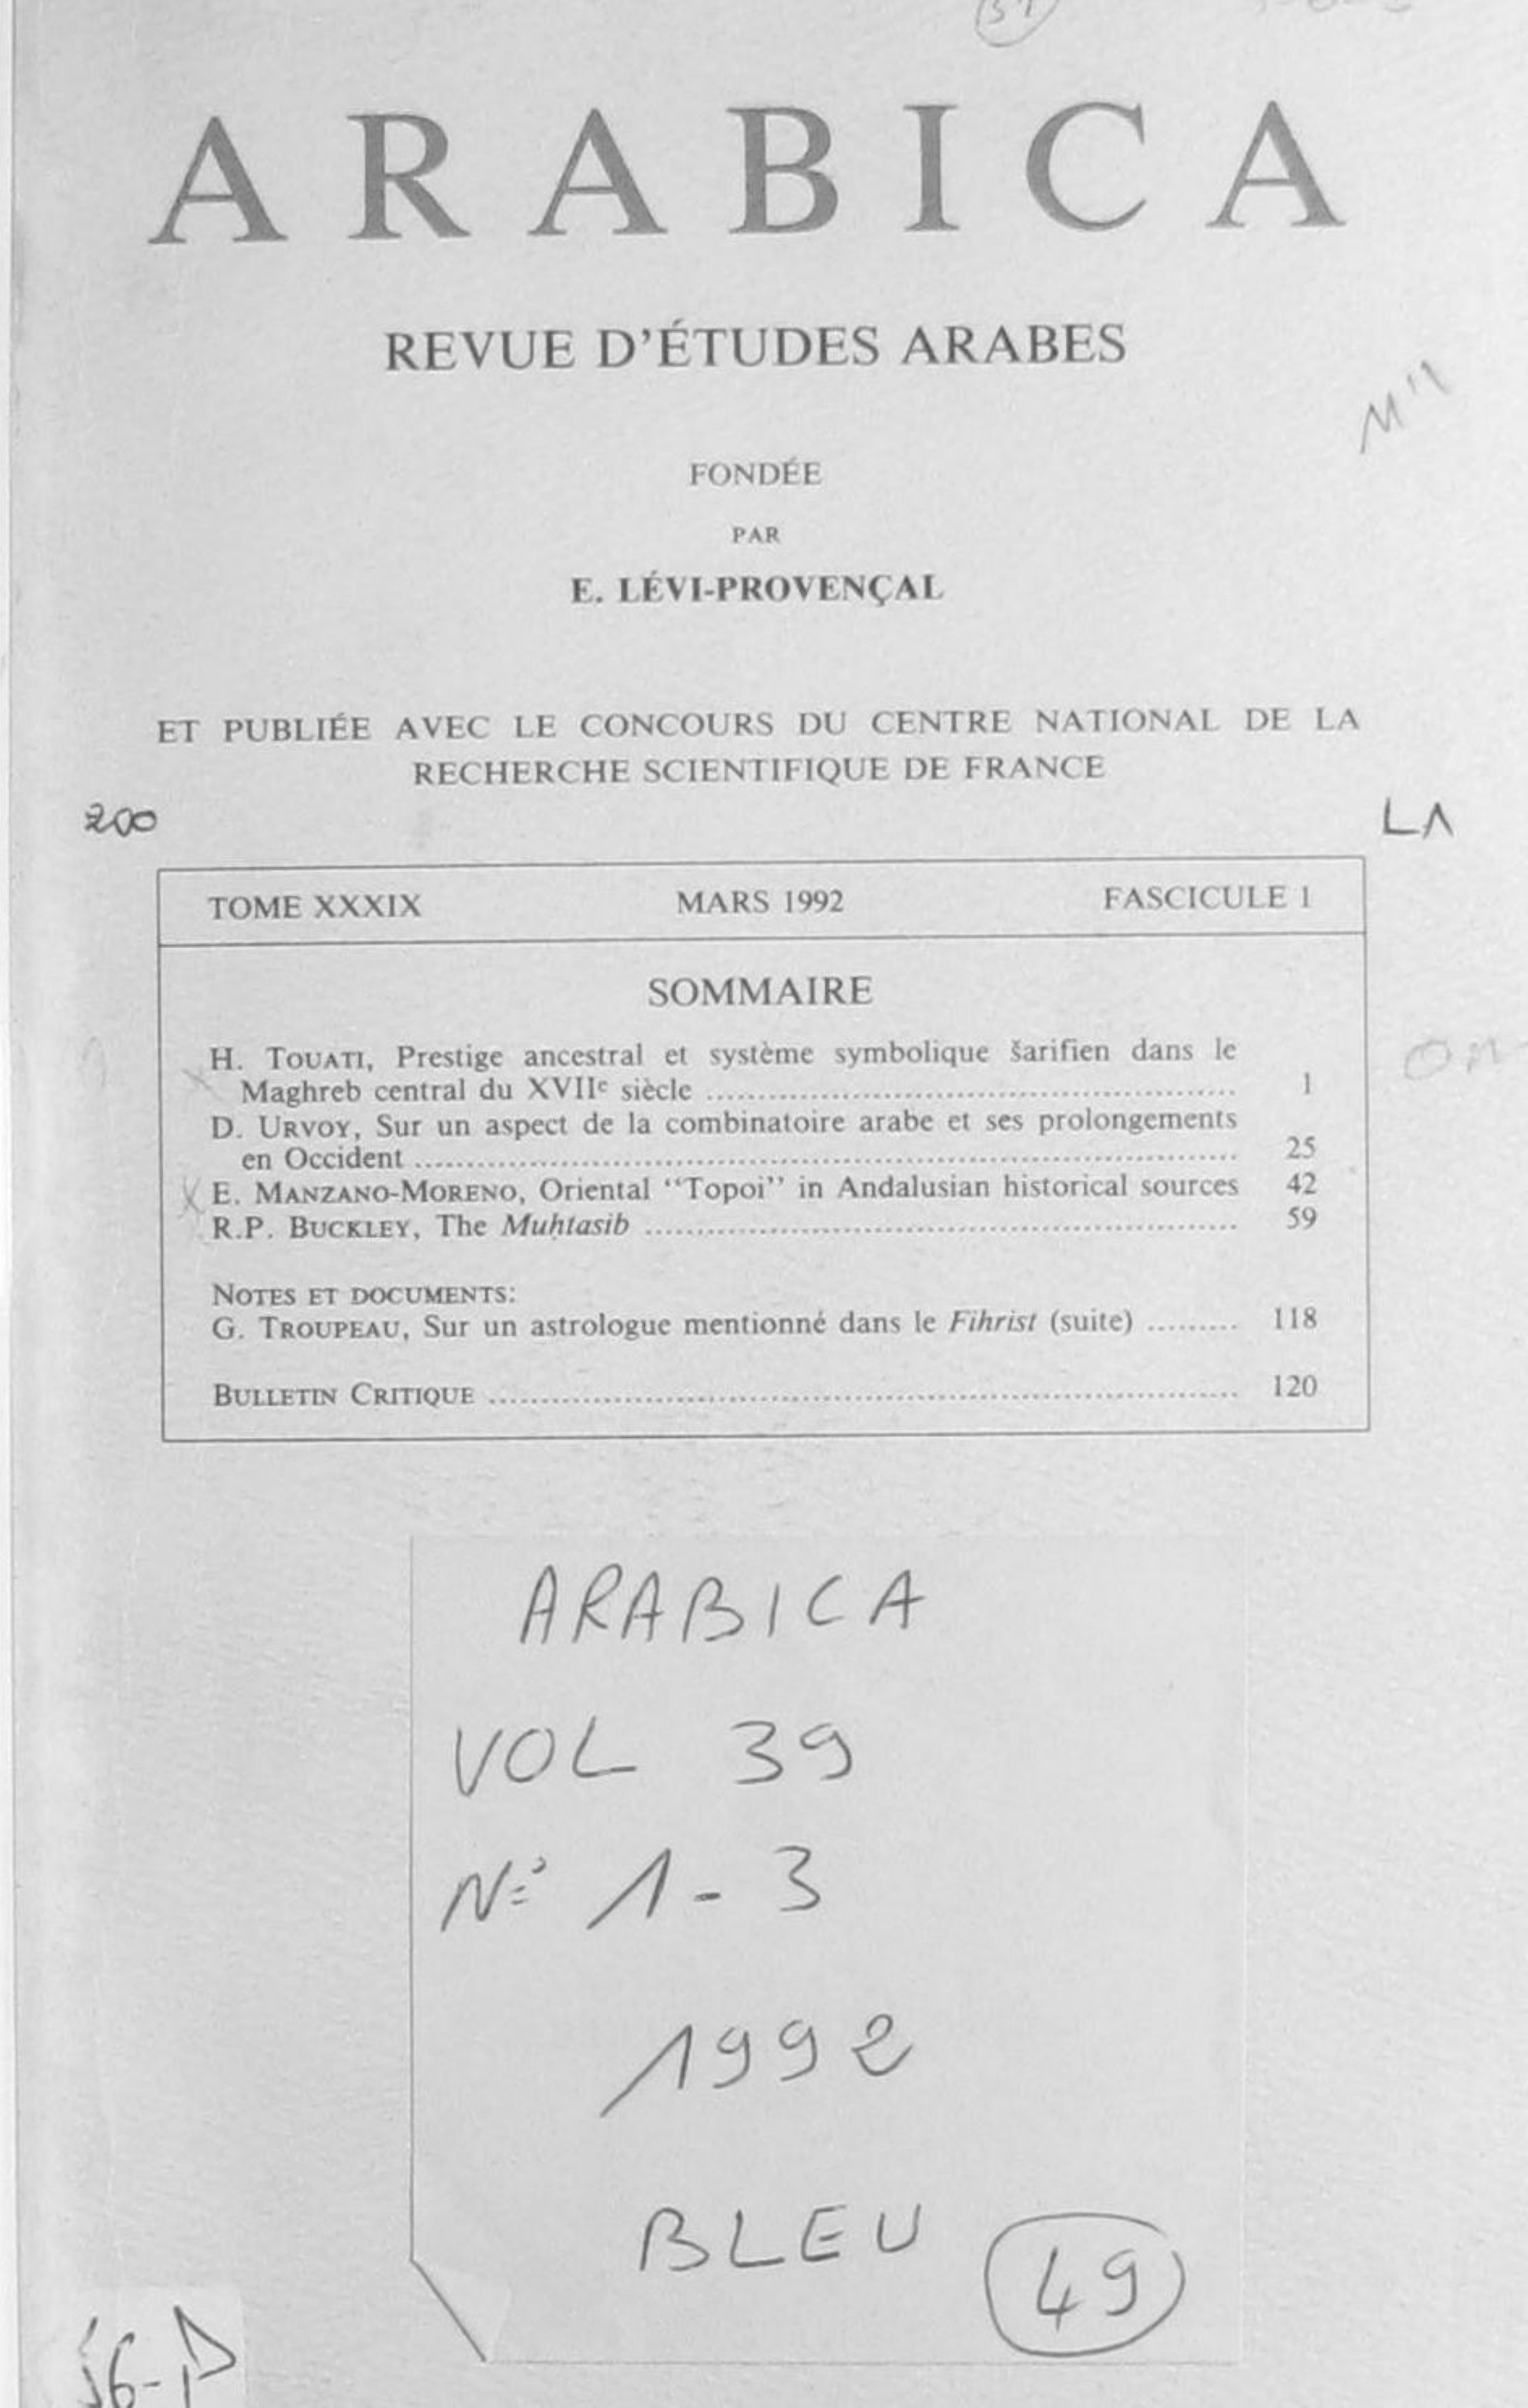 ARABICA
REVUE D'ÉTUDES ARABES
FONDÉE
PAR
E. LÉVI-PROVENÇAL
ET PUBLIÉE AVEC LE CONCOURS DU CENTRE NATIONAL DE LA
RECHERCHE SCIENTIFIQUE DE FRANCE
200
TOME XXXIX MARS 1992 FASCICULE 1
SOMMAIRE
H. TOUATI, Prestige ancestral et système symbolique šarifien dans le
Maghreb central du XVIIe siècle .......... 1
D. URVOY, Sur un aspect de la combinatoire arabe et ses prolongements
en Occident .......... 25
E. MANZANO-MORENO, Oriental "Topoi" in Andalusian historical sources 42
R.P. BUCKLEY, The Muḥtasib .......... 59
NOTES ET DOCUMENTS:
G. TROUPEAU, Sur un astrologue mentionné dans le Fihrist (suite) ......... 118
BULLETIN CRITIQUE .......... 120
ARABICA
VOL 39
N° 1-3
1992
BLEU
49